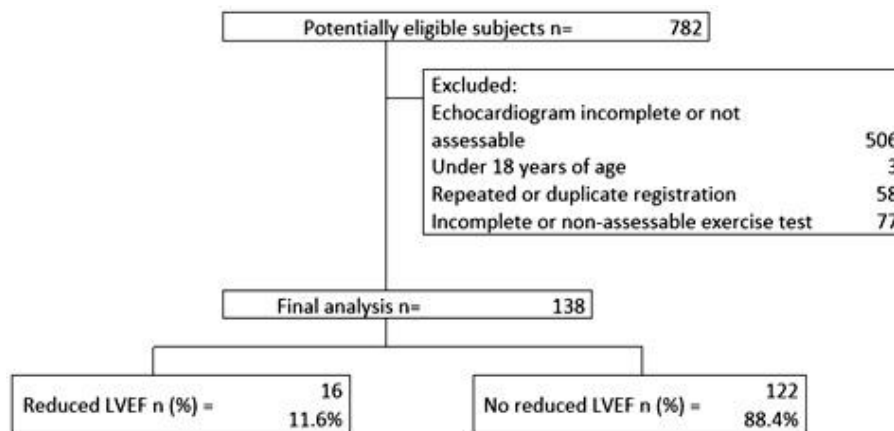 Potentially eligible subjects n= 782
Excluded:
Echocardiogram incomplete or not
assessable 506
Under 18 years of age 3
Repeated or duplicate registration 58
Incomplete or non-assessable exercise test 77
Final analysis n= 138
Reduced LVEF n (%) = 16
11.6%
No reduced LVEF n (%) = 122
88.4%